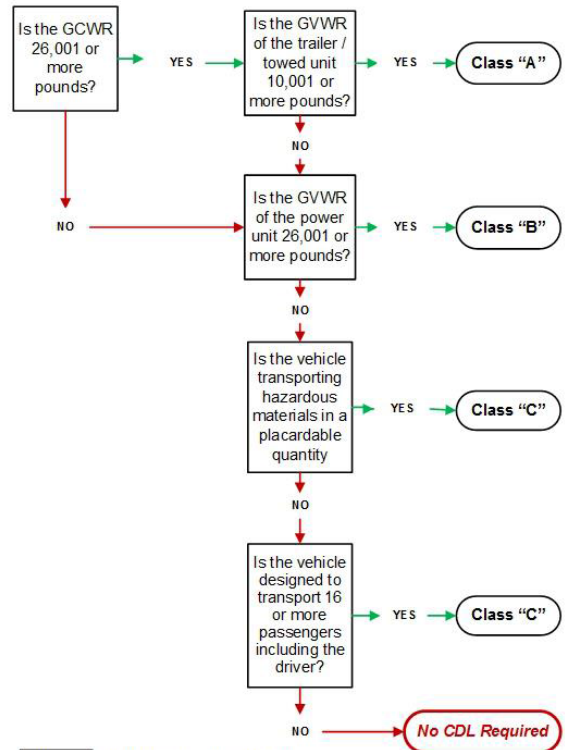 Is the GCWR
26,001 or
more
pounds?
YES
Is the GVWR
of the trailer /
towed unit
10,001 or
more pounds?
YES
Class “A”
NO
NO
Is the GVWR
of the power
unit 26,001 or
more pounds?
YES
Class “B”
NO
Is the vehicle
transporting
hazardous
materials in a
placardable
quantity
YES
Class “C”
NO
Is the vehicle
designed to
transport 16
or more
passengers
including the
driver?
YES
Class “C”
NO
No CDL Required